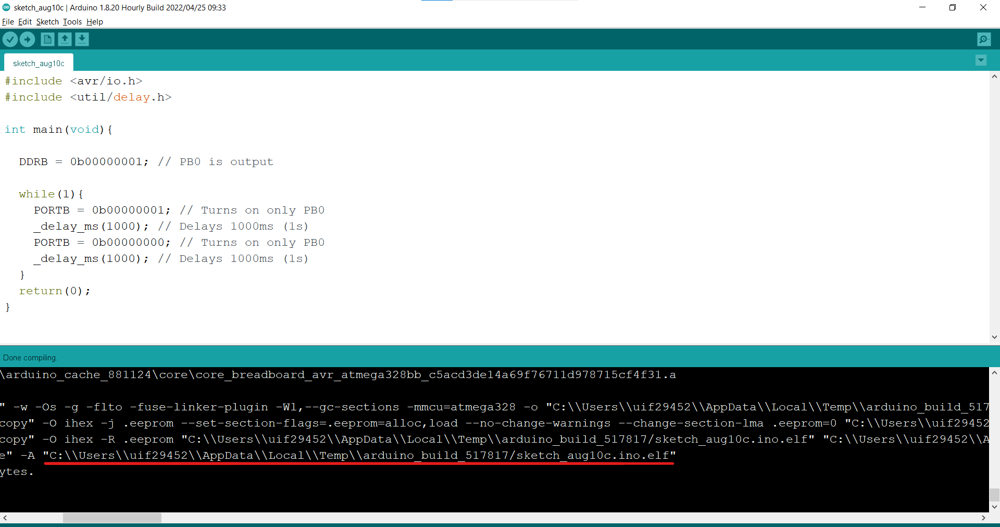 sketch_aug10c | Arduino 1.8.20 Hourly Build 2022/04/25 09:33
File Edit Sketch Tools Help
sketch_aug10c
#include <avr/io.h>
#include <util/delay.h>
int main(void){
DDRB = 0b00000001; // PB0 is output
while(1){
PORTB = 0b00000001; // Turns on only PB0
_delay_ms(1000); // Delays 1000ms (1s)
PORTB = 0b00000000; // Turns on only PB0
_delay_ms(1000); // Delays 1000ms (1s)
}
return(0);
}
Done compiling.
\arduino_cache_881124\core\core_breadboard_avr_atmega328bb_c5acd3de14a69f76711d978715cf4f31.a
" -w -Os -g -flto -fuse-linker-plugin -Wl,--gc-sections -mmcu=atmega328 -o "C:\\Users\\uif29452\\AppData\\Local\\Temp\\arduino_build_517
copy" -O ihex -j .eeprom --set-section-flags=.eeprom=alloc,load --no-change-warnings --change-section-lma .eeprom=0 "C:\\Users\\uif29452
copy" -O ihex -R .eeprom "C:\\Users\\uif29452\\AppData\\Local\\Temp\\arduino_build_517817/sketch_aug10c.ino.elf" "C:\\Users\\uif29452\\A
e" -A "C:\\Users\\uif29452\\AppData\\Local\\Temp\\arduino_build_517817/sketch_aug10c.ino.elf"
ytes.